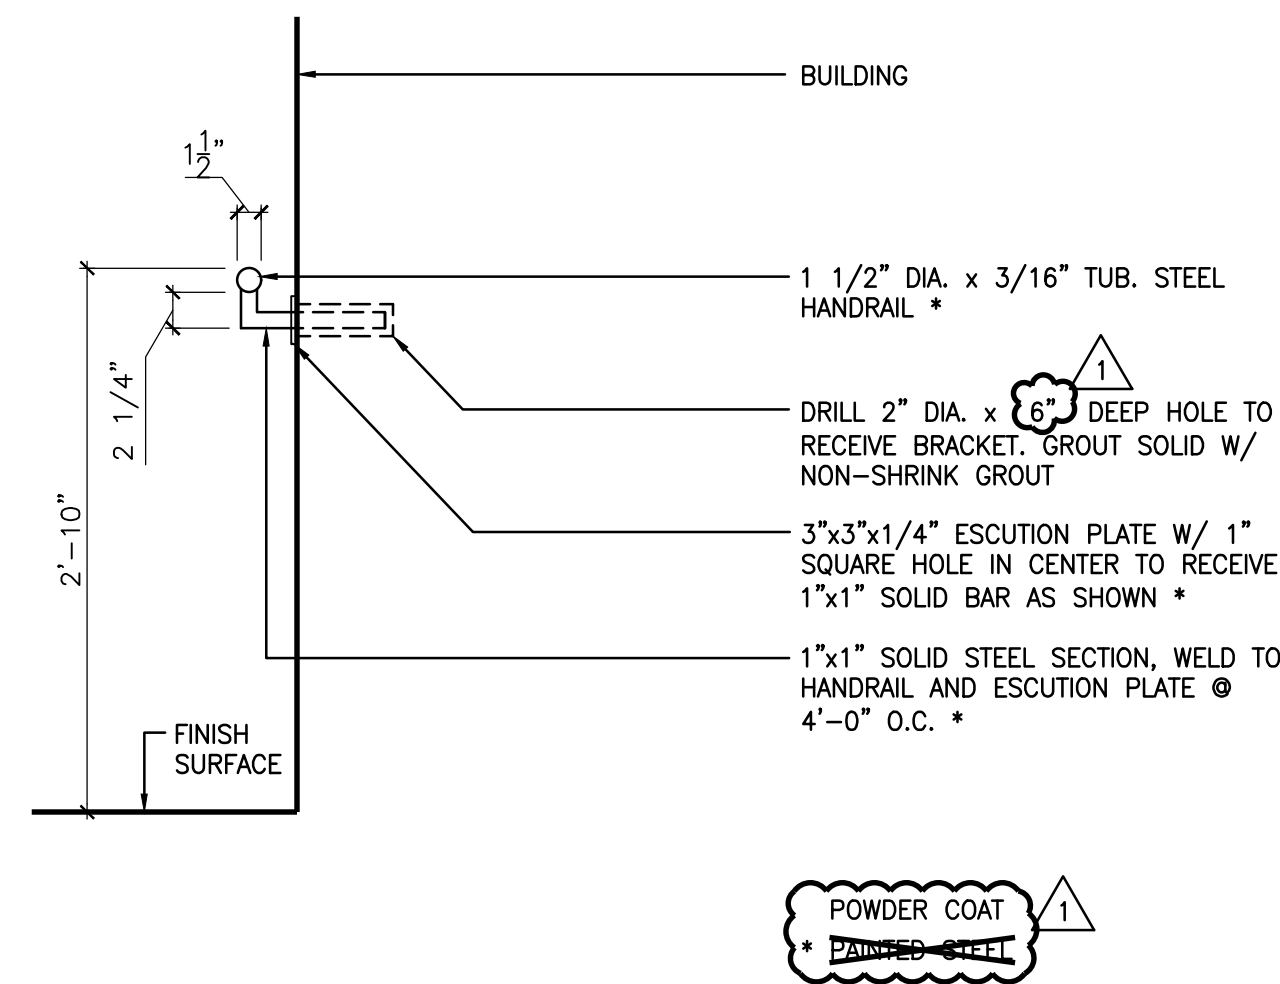 BUILDING
1 1/2"
1 1/2" DIA. x 3/16" TUB. STEEL
HANDRAIL *
1
DRILL 2" DIA. x 6" DEEP HOLE TO
RECEIVE BRACKET. GROUT SOLID W/
NON-SHRINK GROUT
2 1/4"
2'-10"
3"x3"x1/4" ESCUTION PLATE W/ 1"
SQUARE HOLE IN CENTER TO RECEIVE
1"x1" SOLID BAR AS SHOWN *
1"x1" SOLID STEEL SECTION, WELD TO
HANDRAIL AND ESCUTION PLATE @
4'-0" O.C. *
FINISH
SURFACE
POWDER COAT
1
* PAINTED STEEL